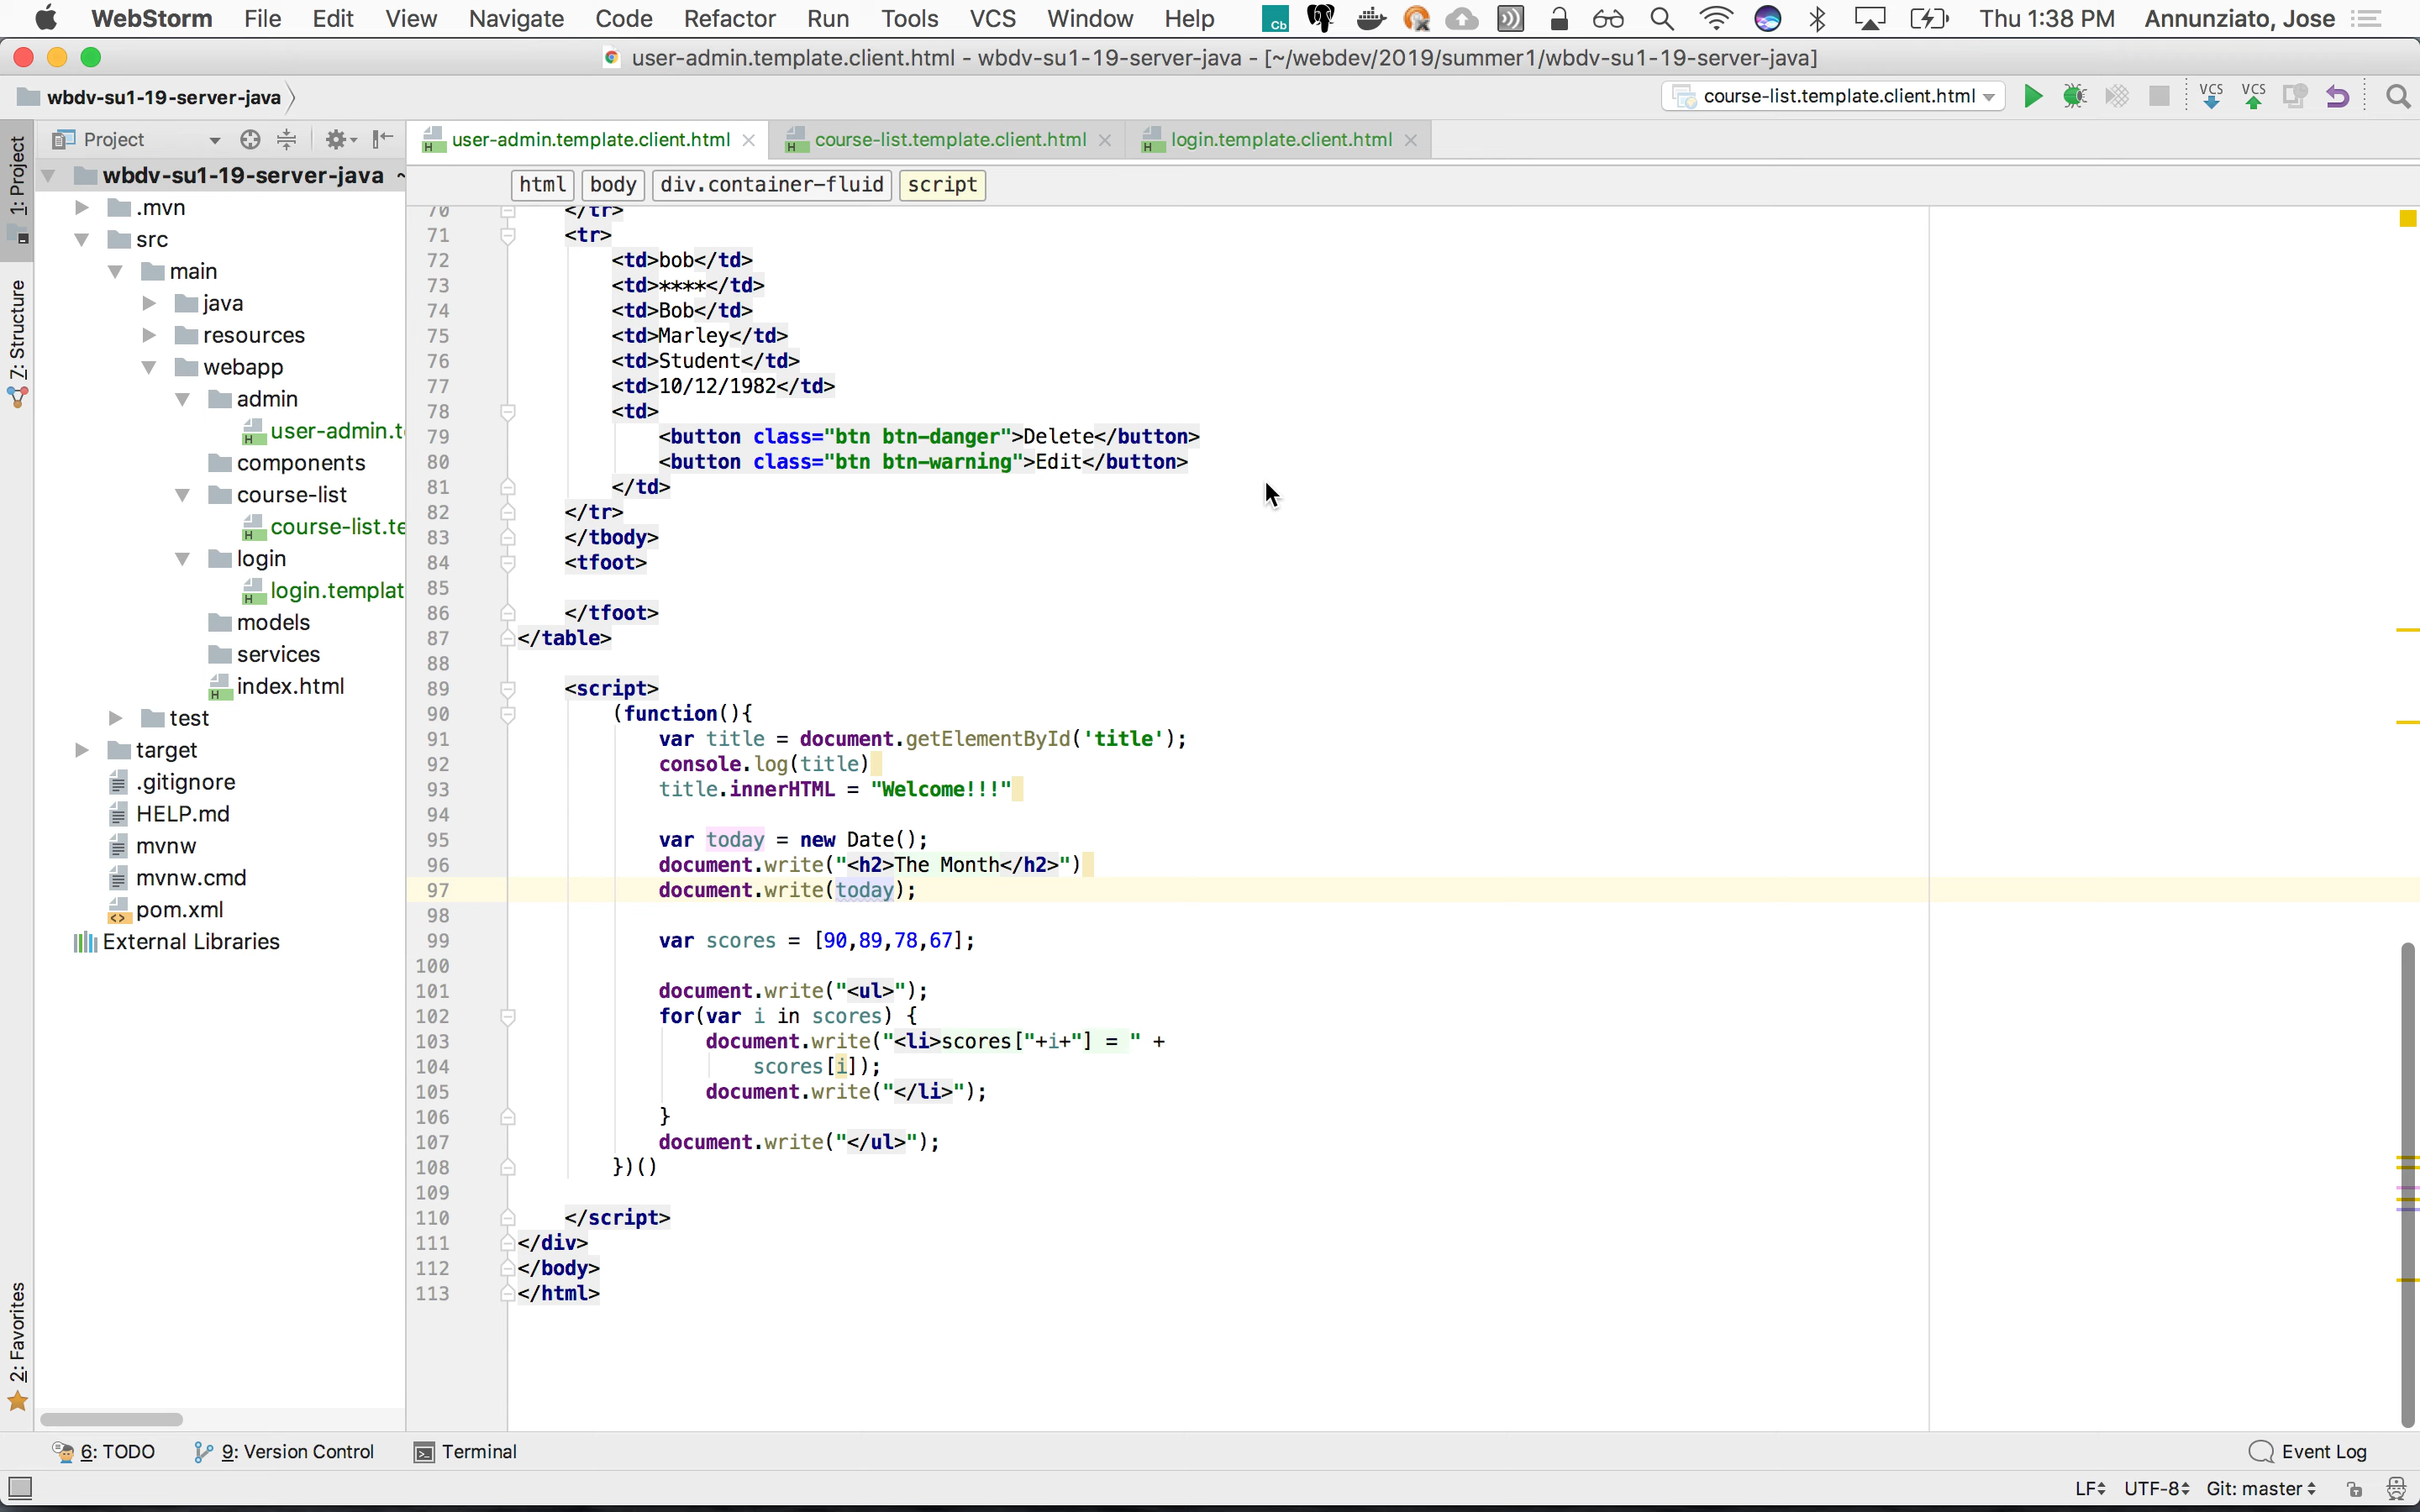 WebStorm File Edit View Navigate Code Refactor Run Tools VCS Window Help Cb Thu 1:38 PM Annunziato, Jose
user-admin.template.client.html - wbdv-su1-19-server-java - [~/webdev/2019/summer1/wbdv-su1-19-server-java]
wbdv-su1-19-server-java course-list.template.client.html VCS VCS
1: Project
7: Structure
2: Favorites
Project
wbdv-su1-19-server-java ~
.mvn
src
main
java
resources
webapp
admin
user-admin.t
components
course-list
course-list.te
login
login.templat
models
services
index.html
test
target
.gitignore
HELP.md
mvnw
mvnw.cmd
pom.xml
External Libraries
user-admin.template.client.html course-list.template.client.html login.template.client.html
html body div.container-fluid script
70 </tr>
71 <tr>
72 <td>bob</td>
73 <td>****</td>
74 <td>Bob</td>
75 <td>Marley</td>
76 <td>Student</td>
77 <td>10/12/1982</td>
78 <td>
79 <button class="btn btn-danger">Delete</button>
80 <button class="btn btn-warning">Edit</button>
81 </td>
82 </tr>
83 </tbody>
84 <tfoot>
85
86 </tfoot>
87 </table>
88
89 <script>
90 (function(){
91 var title = document.getElementById('title');
92 console.log(title)
93 title.innerHTML = "Welcome!!!"
94
95 var today = new Date();
96 document.write("<h2>The Month</h2>")
97 document.write(today);
98
99 var scores = [90,89,78,67];
100
101 document.write("<ul>");
102 for(var i in scores) {
103 document.write("<li>scores["+i+"] = " +
104 scores[i]);
105 document.write("</li>");
106 }
107 document.write("</ul>");
108 })()
109
110 </script>
111 </div>
112 </body>
113 </html>
6: TODO 9: Version Control Terminal Event Log
LF UTF-8 Git: master